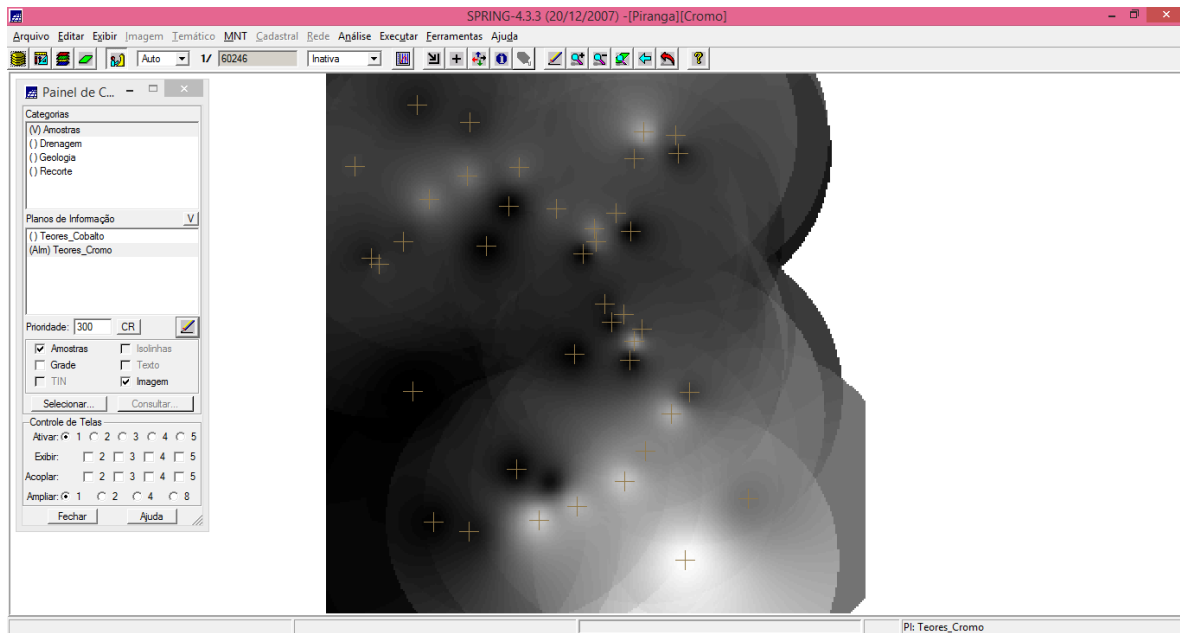 SPRING-4.3.3 (20/12/2007) -[Piranga][Cromo]
Arquivo Editar Exibir Imagem Temático MNT Cadastral Rede Análise Executar Ferramentas Ajuda
Auto 1/ 60246 Inativa
Painel de C...
Categorias
(V) Amostras
( ) Drenagem
( ) Geologia
( ) Recorte
Planos de Informação V
( ) Teores_Cobalto
(AIm) Teores_Cromo
Prioridade: 300 CR
Amostras Isolinhas
Grade Texto
TIN Imagem
Selecionar... Consultar...
Controle de Telas
Ativar: 1 2 3 4 5
Exibir: 2 3 4 5
Acoplar: 2 3 4 5
Ampliar: 1 2 4 8
Fechar Ajuda
PI: Teores_Cromo